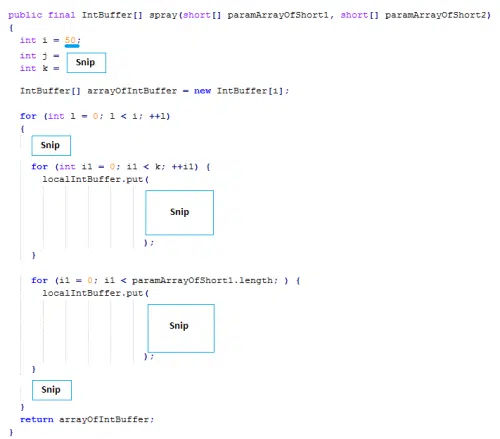 public final IntBuffer[] spray(short[] paramArrayOfShort1, short[] paramArrayOfShort2)
{
int i = 50;
int j = Snip
int k =
IntBuffer[] arrayOfIntBuffer = new IntBuffer[i];
for (int l = 0; l < i; ++l)
{
Snip
for (int i1 = 0; i1 < k; ++i1) {
localIntBuffer.put(
Snip
);
}
for (i1 = 0; i1 < paramArrayOfShort1.length; ) {
localIntBuffer.put(
Snip
);
}
Snip
}
return arrayOfIntBuffer;
}